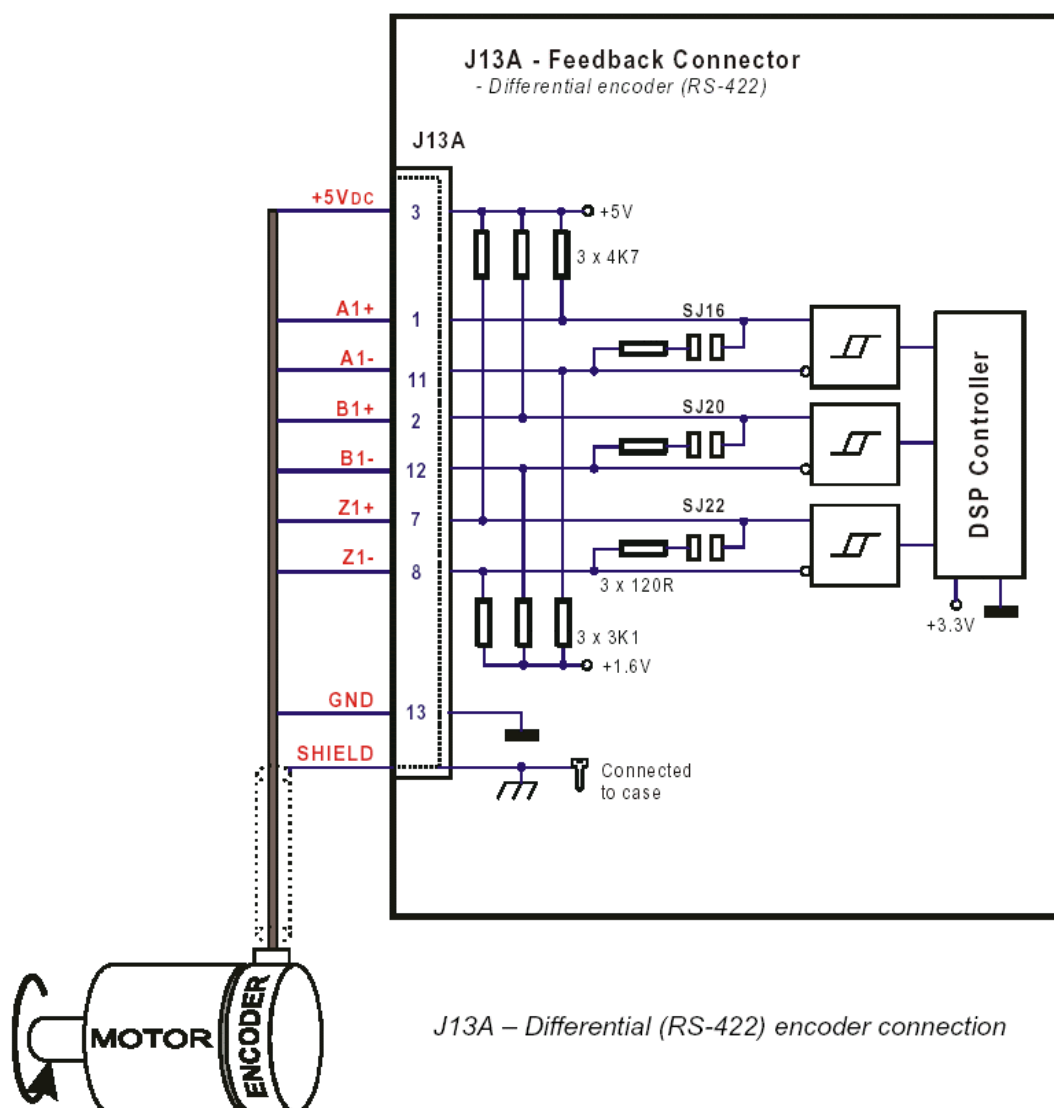 J13A - Feedback Connector
- Differential encoder (RS-422)
J13A
+5VDC
3
+5V
3 x 4K7
A1+
1
SJ16
A1-
11
B1+
2
SJ20
B1-
12
Z1+
7
SJ22
Z1-
8
3 x 120R
DSP Controller
+3.3V
3 x 3K1
+1.6V
GND
13
SHIELD
Connected
to case
MOTOR
ENCODER
J13A – Differential (RS-422) encoder connection